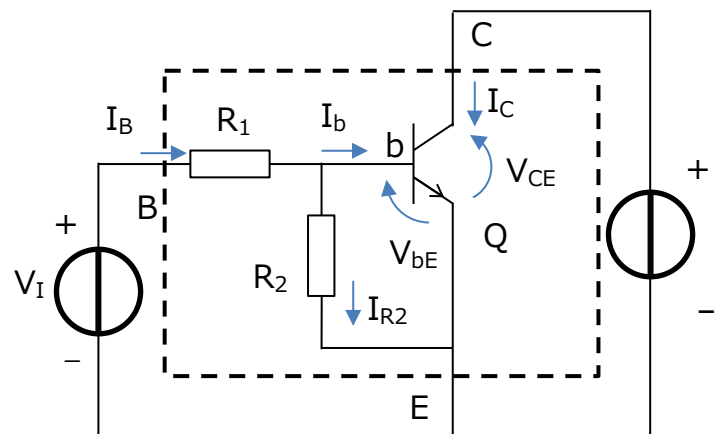 C
I_B
R_1
I_b
I_C
b
V_CE
+
B
+
Q
V_bE
R_2
V_I
I_R2
–
–
E